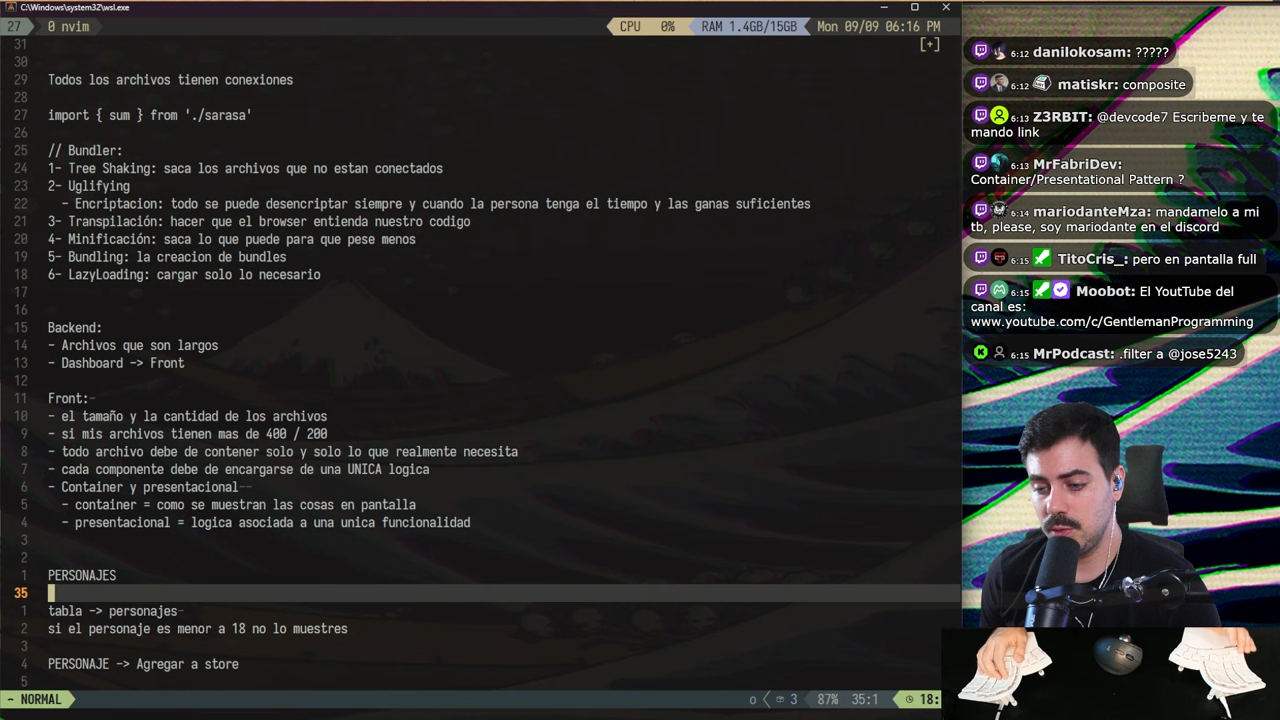 C:\Windows\system32\wsl.exe
27 0 nvim CPU 0% RAM 1.4GB/15GB Mon 09/09 06:16 PM
31 [+]
30
29 Todos los archivos tienen conexiones
28
27 import { sum } from './sarasa'
26
25 // Bundler:
24 1- Tree Shaking: saca los archivos que no estan conectados
23 2- Uglifying
22 - Encriptacion: todo se puede desencriptar siempre y cuando la persona tenga el tiempo y las ganas suficientes
21 3- Transpilación: hacer que el browser entienda nuestro codigo
20 4- Minificación: saca lo que puede para que pese menos
19 5- Bundling: la creacion de bundles
18 6- LazyLoading: cargar solo lo necesario
17
16
15 Backend:
14 - Archivos que son largos
13 - Dashboard -> Front
12
11 Front:-
10 - el tamaño y la cantidad de los archivos
9 - si mis archivos tienen mas de 400 / 200
8 - todo archivo debe de contener solo y solo lo que realmente necesita
7 - cada componente debe de encargarse de una UNICA logica
6 - Container y presentacional--
5 - container = como se muestran las cosas en pantalla
4 - presentacional = logica asociada a una unica funcionalidad
3
2
1 PERSONAJES
35
1 tabla -> personajes-
2 si el personaje es menor a 18 no lo muestres
3
4 PERSONAJE -> Agregar a store
5
- NORMAL 3 87% 35:1 18:
6:12 danilokosam: ?????
6:12 matiskr: composite
6:13 Z3RBIT: @devcode7 Escribeme y te
mando link
6:13 MrFabriDev:
Container/Presentational Pattern ?
6:14 mariodanteMza: mandamelo a mi
tb, please, soy mariodante en el discord
6:15 TitoCris_: pero en pantalla full
6:15 Moobot: El YoutTube del
canal es:
www.youtube.com/c/GentlemanProgramming
6:15 MrPodcast: .filter a @jose5243